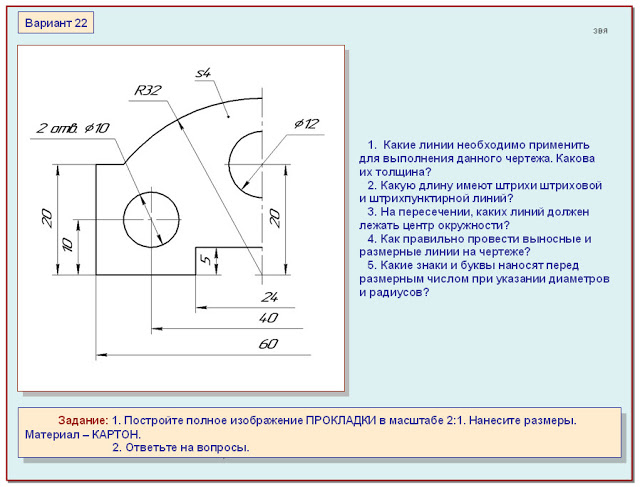 Вариант 22
звя
s4
R32
2 отв. ϕ10
ϕ12
20
10
5
20
24
40
60
1. Какие линии необходимо применить
для выполнения данного чертежа. Какова
их толщина?
2. Какую длину имеют штрихи штриховой
и штрихпунктирной линий?
3. На пересечении, каких линий должен
лежать центр окружности?
4. Как правильно провести выносные и
размерные линии на чертеже?
5. Какие знаки и буквы наносят перед
размерным числом при указании диаметров
и радиусов?
Задание: 1. Постройте полное изображение ПРОКЛАДКИ в масштабе 2:1. Нанесите размеры.
Материал – КАРТОН.
2. Ответьте на вопросы.